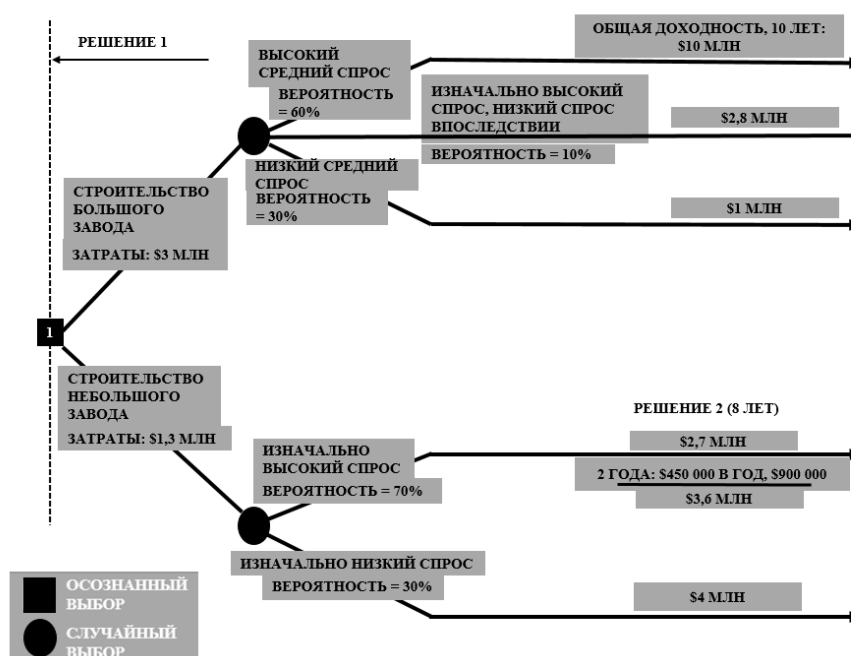 РЕШЕНИЕ 1
ВЫСОКИЙ
СРЕДНИЙ СПРОС
ВЕРОЯТНОСТЬ
= 60%
ОБЩАЯ ДОХОДНОСТЬ, 10 ЛЕТ:
$10 МЛН
ИЗНАЧАЛЬНО ВЫСОКИЙ
СПРОС, НИЗКИЙ СПРОС
ВПОСЛЕДСТВИИ
ВЕРОЯТНОСТЬ = 10%
$2,8 МЛН
НИЗКИЙ СРЕДНИЙ
СПРОС
ВЕРОЯТНОСТЬ
= 30%
$1 МЛН
СТРОИТЕЛЬСТВО
БОЛЬШОГО
ЗАВОДА
ЗАТРАТЫ: $3 МЛН
1
СТРОИТЕЛЬСТВО
НЕБОЛЬШОГО
ЗАВОДА
ЗАТРАТЫ: $1,3 МЛН
РЕШЕНИЕ 2 (8 ЛЕТ)
ИЗНАЧАЛЬНО
ВЫСОКИЙ СПРОС
ВЕРОЯТНОСТЬ = 70%
$2,7 МЛН
2 ГОДА: $450 000 В ГОД, $900 000
$3,6 МЛН
ИЗНАЧАЛЬНО НИЗКИЙ СПРОС
ВЕРОЯТНОСТЬ = 30%
$4 МЛН
ОСОЗНАННЫЙ
ВЫБОР
СЛУЧАЙНЫЙ
ВЫБОР